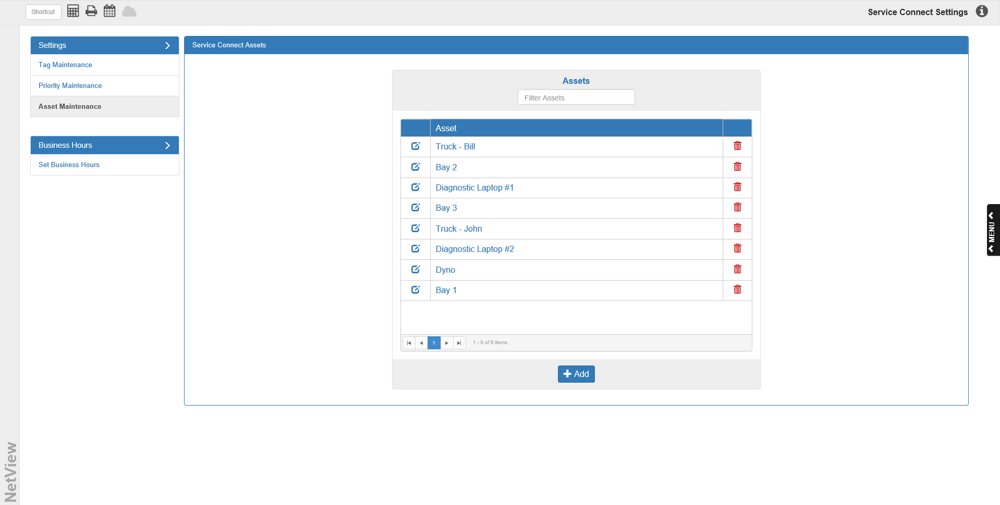 Shortcut
Service Connect Settings
Settings
Tag Maintenance
Priority Maintenance
Asset Maintenance
Business Hours
Set Business Hours
Service Connect Assets
Assets
Filter Assets
Asset
Truck - Bill
Bay 2
Diagnostic Laptop #1
Bay 3
Truck - John
Diagnostic Laptop #2
Dyno
Bay 1
1
1 - 8 of 8 items
Add
MENU
NetView